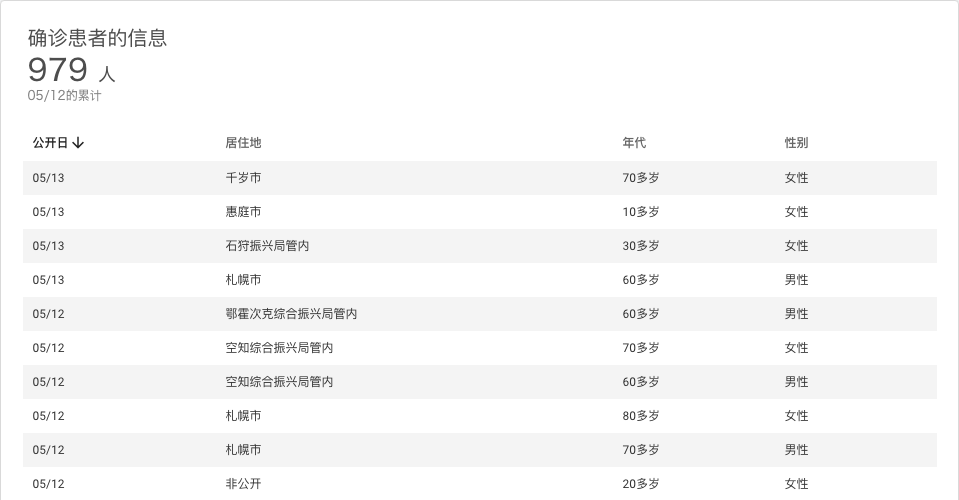 确诊患者的信息
979 人
05/12的累计
公开日 ↓ 居住地 年代 性别
05/13 千岁市 70多岁 女性
05/13 惠庭市 10多岁 女性
05/13 石狩振兴局管内 30多岁 女性
05/13 札幌市 60多岁 男性
05/12 鄂霍次克综合振兴局管内 60多岁 男性
05/12 空知综合振兴局管内 70多岁 女性
05/12 空知综合振兴局管内 60多岁 男性
05/12 札幌市 80多岁 女性
05/12 札幌市 70多岁 男性
05/12 非公开 20多岁 女性